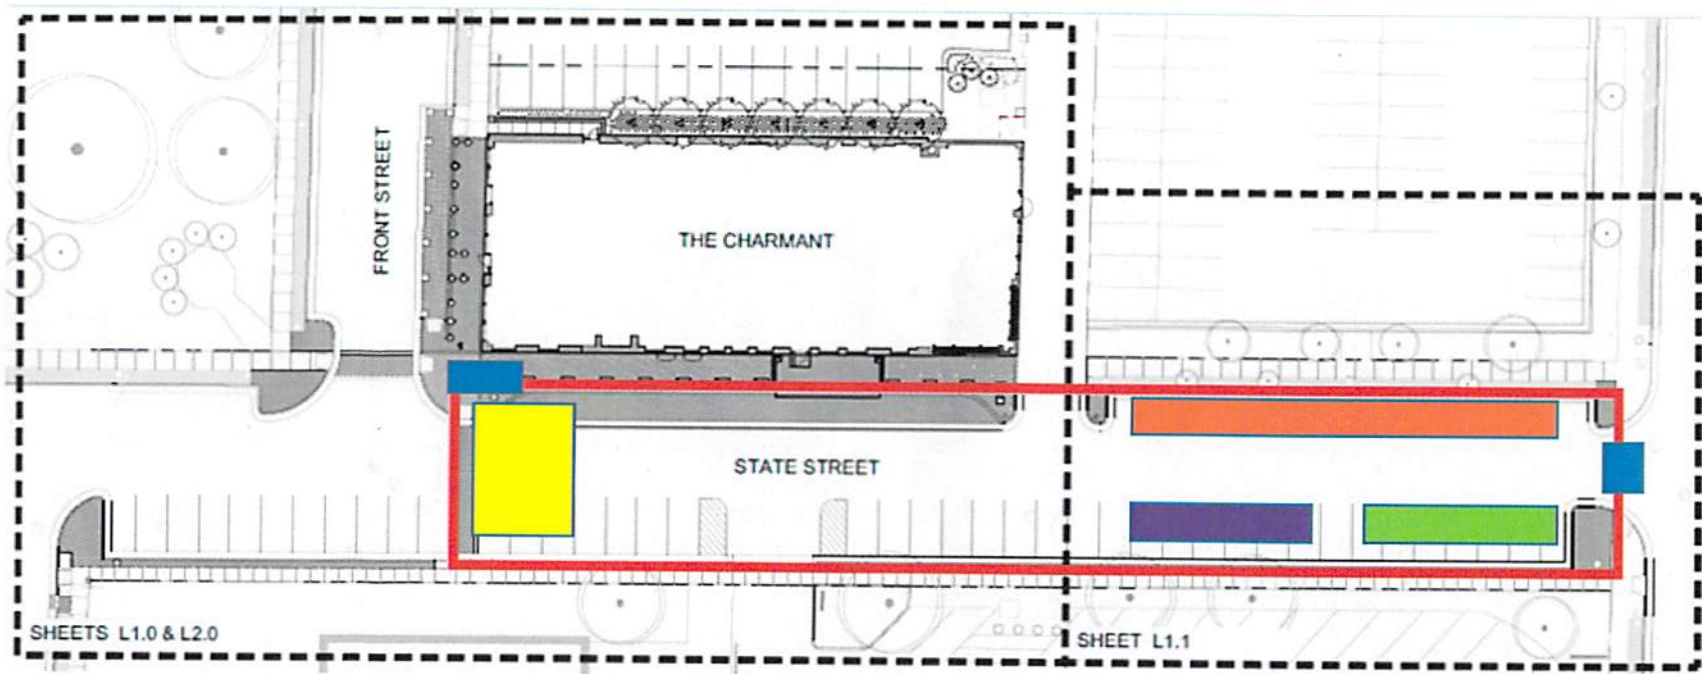 FRONT STREET
THE CHARMANT
STATE STREET
SHEETS L1.0 & L2.0
SHEET L1.1